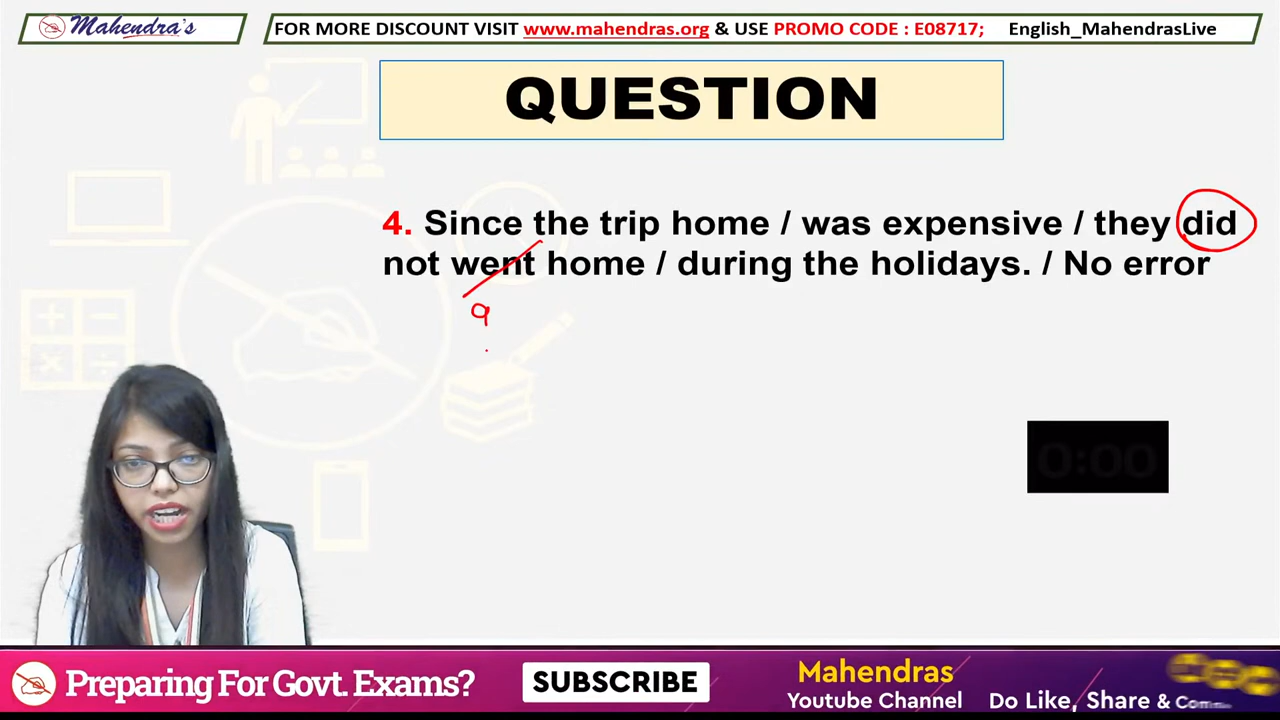 Mahendra's
FOR MORE DISCOUNT VISIT www.mahendras.org & USE PROMO CODE : E08717; English_MahendrasLive
QUESTION
4. Since the trip home / was expensive / they did
not went home / during the holidays. / No error
0:00
Preparing For Govt. Exams?
SUBSCRIBE
Mahendras
Youtube Channel
Do Like, Share &